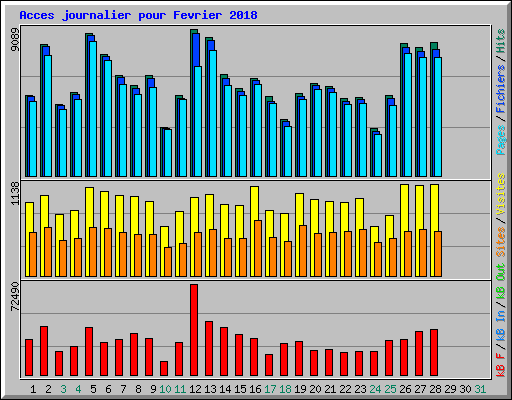 Acces journalier pour Fevrier 2018
9089
Pages / Fichiers / Hits
1138
Sites / Visites
72490
kB F / kB In / kB Out
1 2 3 4 5 6 7 8 9 10 11 12 13 14 15 16 17 18 19 20 21 22 23 24 25 26 27 28 29 30 31